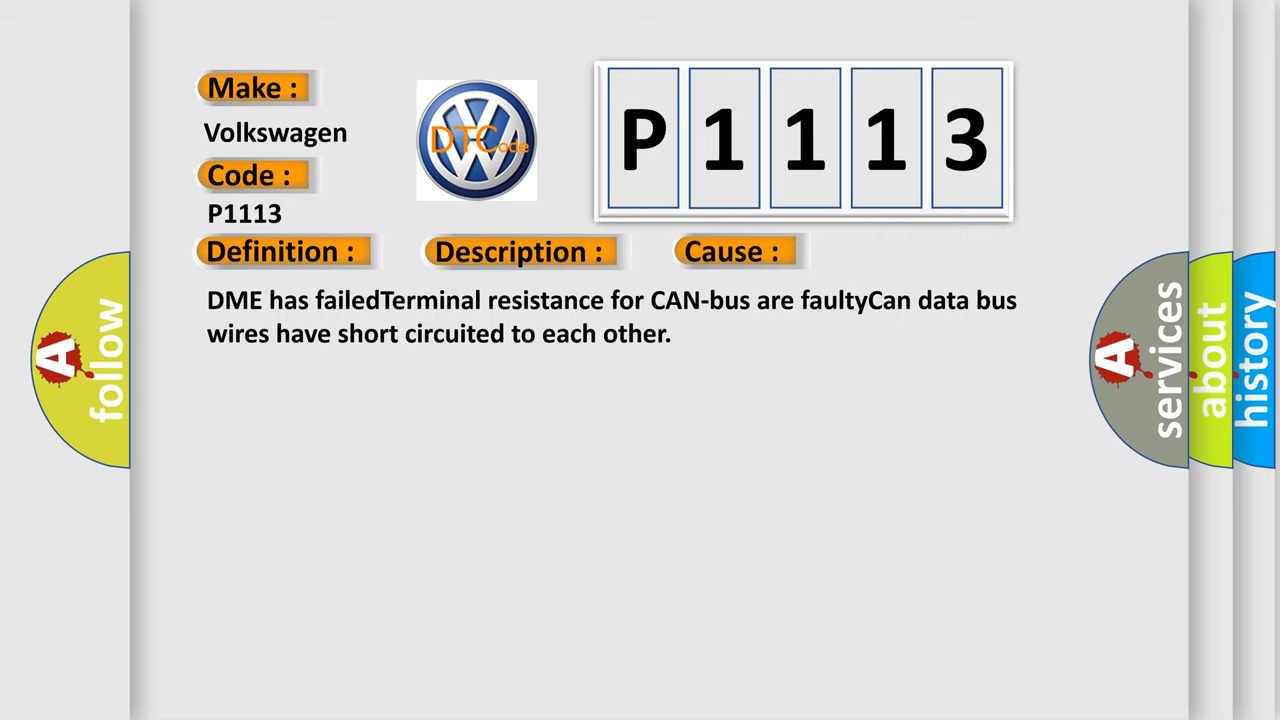 Make :
Volkswagen
Code :
P1113
DTCode
P 1 1 1 3
Definition :
Description :
Cause :
DME has failedTerminal resistance for CAN-bus are faultyCan data bus
wires have short circuited to each other.
A
follow
A
services
about
history